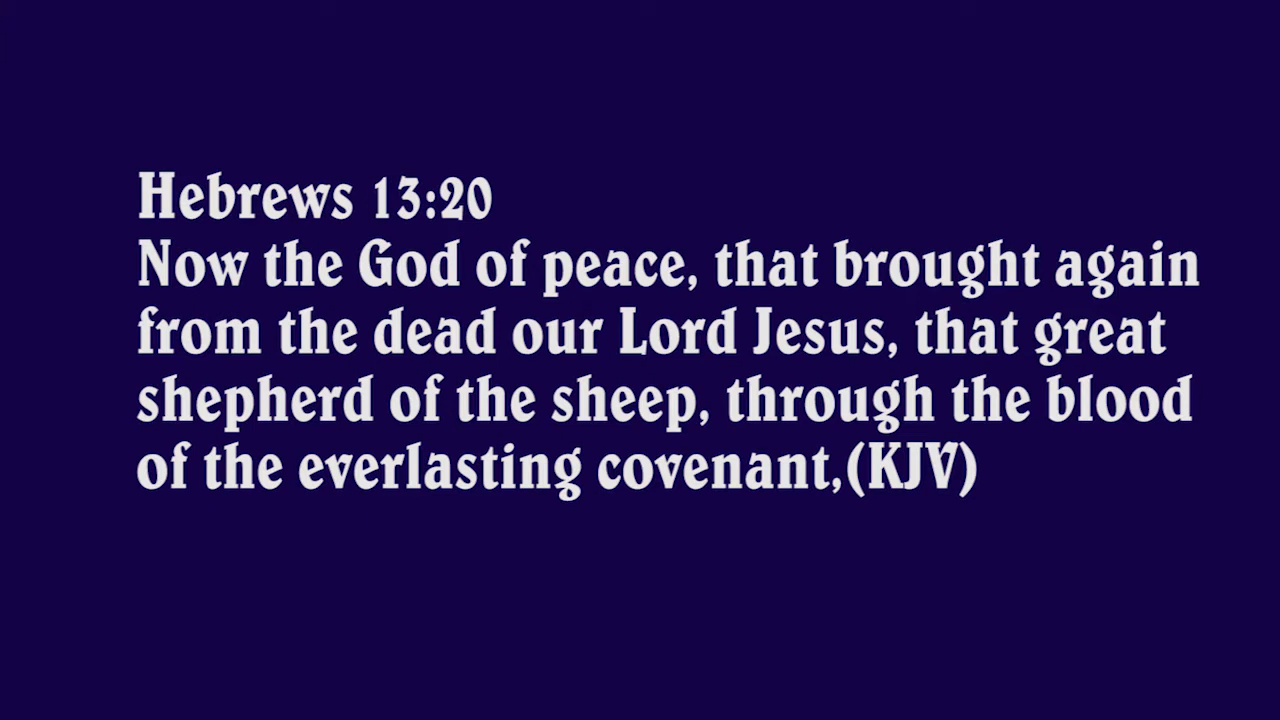 Hebrews 13:20
Now the God of peace, that brought again
from the dead our Lord Jesus, that great
shepherd of the sheep, through the blood
of the everlasting covenant,(KJV)